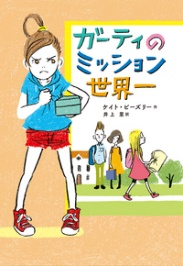 ガーティの
ミッション
世界一
ケイト・ビーズリー 作
井上 里 訳